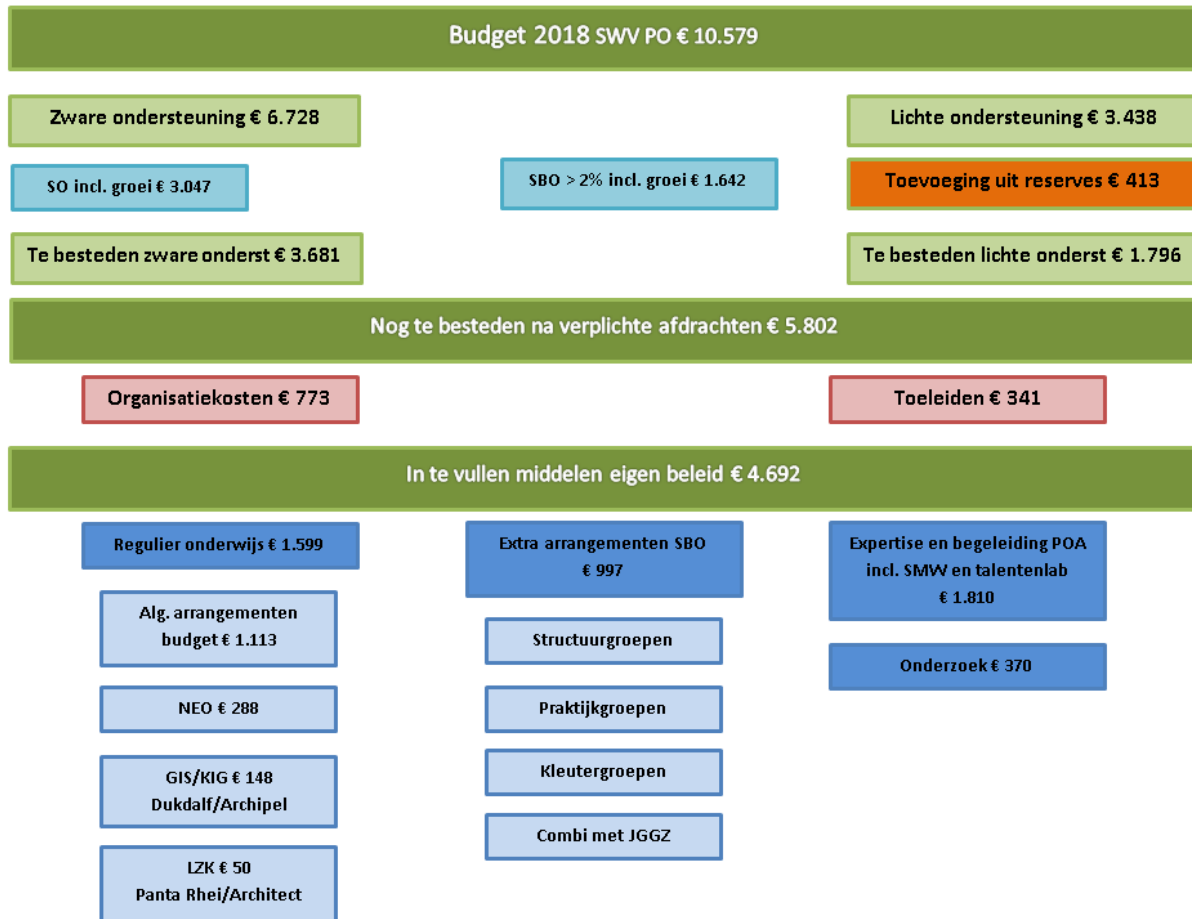 Budget 2018 SWV PO € 10.579
Zware ondersteuning € 6.728
Lichte ondersteuning € 3.438
SO incl. groei € 3.047
SBO > 2% incl. groei € 1.642
Toevoeging uit reserves € 413
Te besteden zware onderst € 3.681
Te besteden lichte onderst € 1.796
Nog te besteden na verplichte afdrachten € 5.802
Organisatiekosten € 773
Toeleiden € 341
In te vullen middelen eigen beleid € 4.692
Regulier onderwijs € 1.599
Alg. arrangementen
budget € 1.113
NEO € 288
GIS/KIG € 148
Dukdalf/Archipel
LZK € 50
Panta Rhei/Architect
Extra arrangementen SBO
€ 997
Structuurgroepen
Praktijkgroepen
Kleutergroepen
Combi met JGGZ
Expertise en begeleiding POA
incl. SMW en talentenlab
€ 1.810
Onderzoek € 370